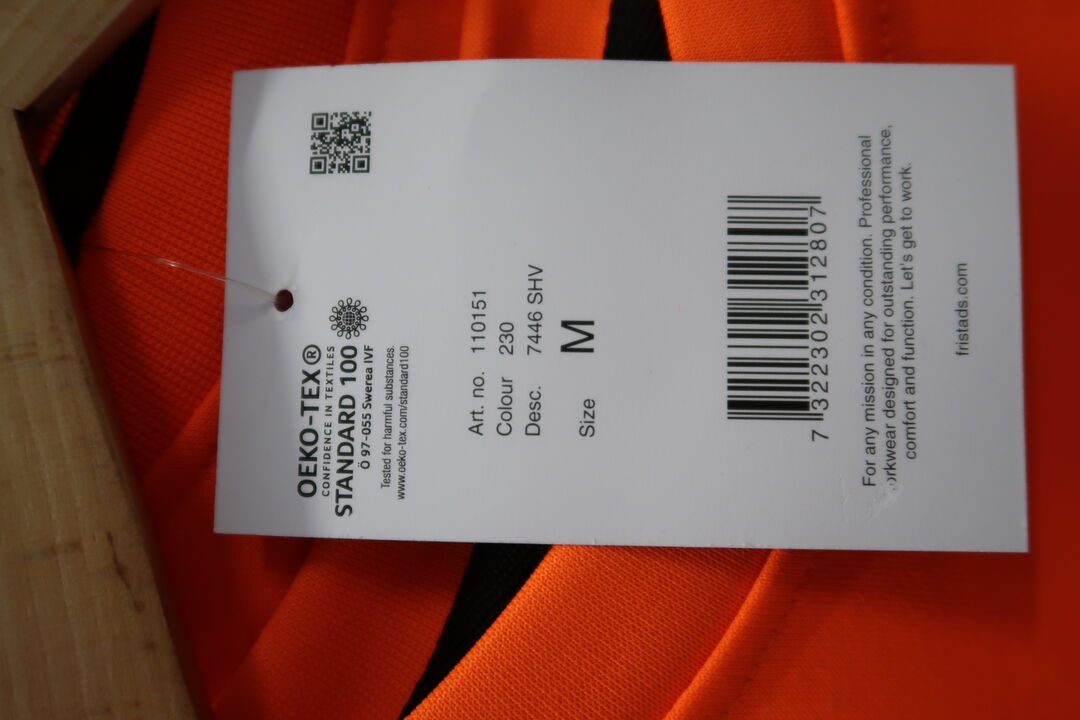 OEKO-TEX®
CONFIDENCE IN TEXTILES
STANDARD 100
Ö 97-055 Swerea IVF
Tested for harmful substances.
www.oeko-tex.com/standard100
Art. no. 110151
Colour 230
Desc. 7446 SHV
Size M
7 322302 312807
For any mission in any condition. Professional
orkwear designed for outstanding performance,
comfort and function. Let's get to work.
fristads.com